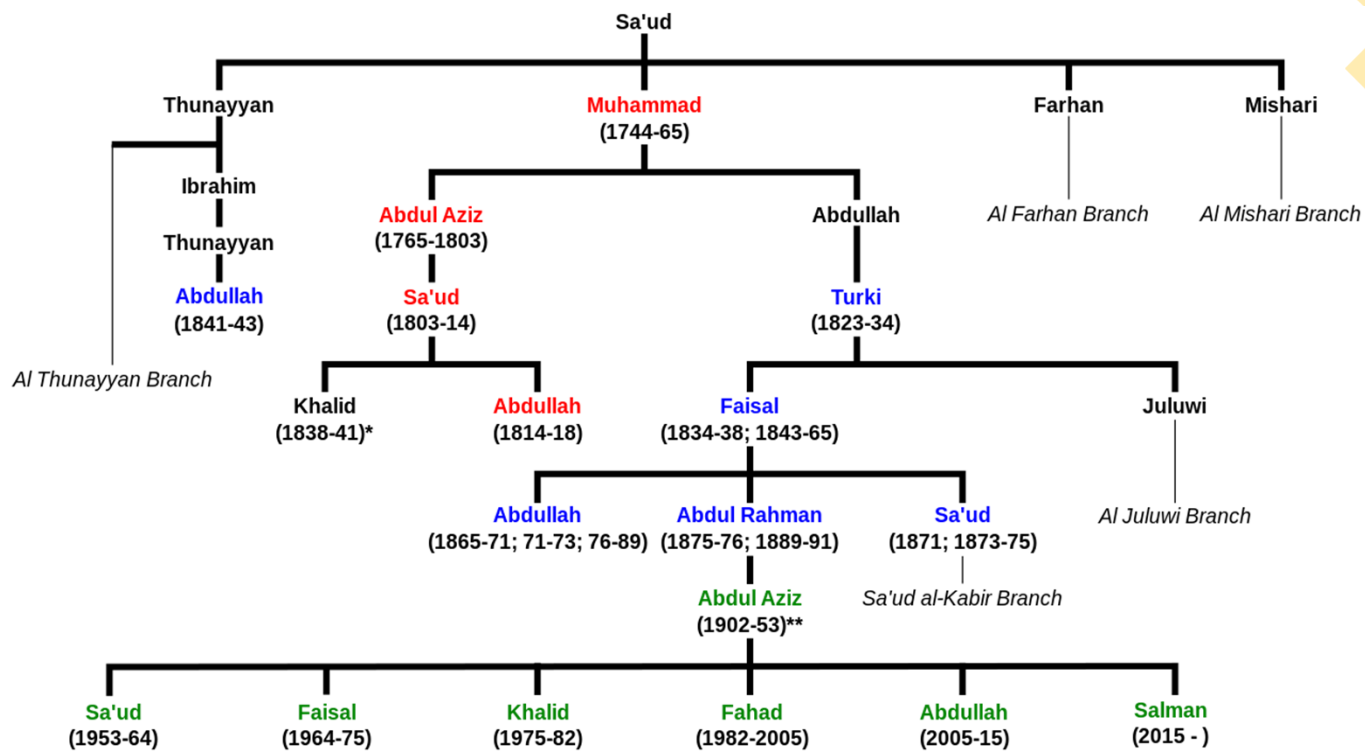 Sa'ud
Thunayyan
Muhammad
(1744-65)
Farhan
Mishari
Ibrahim
Thunayyan
Abdullah
(1841-43)
Al Thunayyan Branch
Abdul Aziz
(1765-1803)
Abdullah
Al Farhan Branch
Al Mishari Branch
Sa'ud
(1803-14)
Turki
(1823-34)
Khalid
(1838-41)*
Abdullah
(1814-18)
Faisal
(1834-38; 1843-65)
Juluwi
Abdullah
(1865-71; 71-73; 76-89)
Abdul Rahman
(1875-76; 1889-91)
Sa'ud
(1871; 1873-75)
Al Juluwi Branch
Abdul Aziz
(1902-53)**
Sa'ud al-Kabir Branch
Sa'ud
(1953-64)
Faisal
(1964-75)
Khalid
(1975-82)
Fahad
(1982-2005)
Abdullah
(2005-15)
Salman
(2015 - )